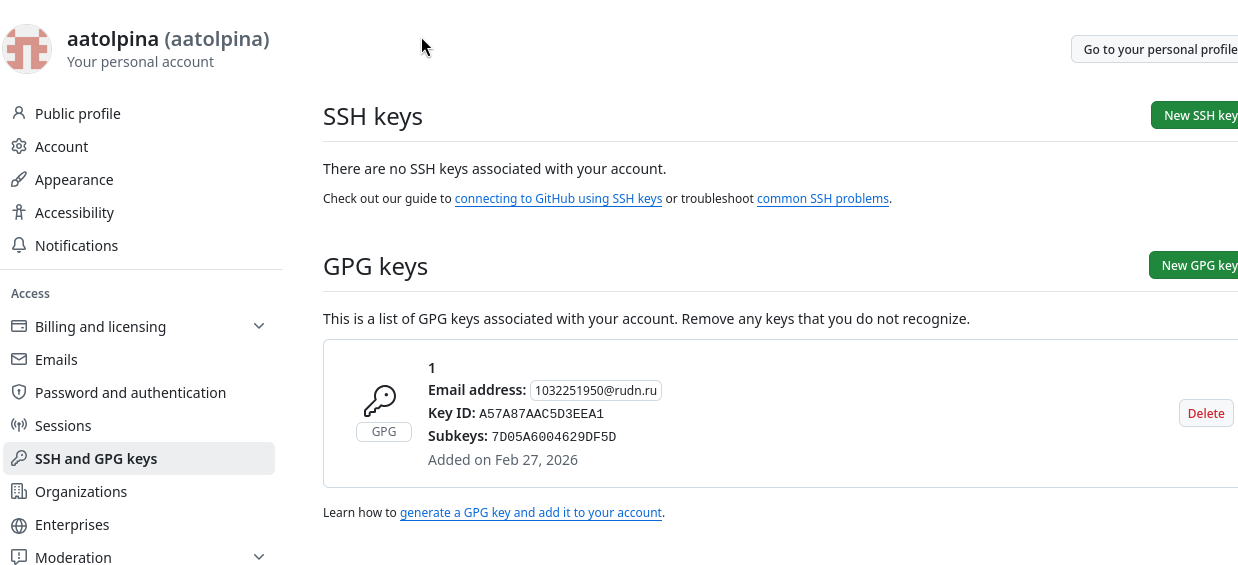 aatolpina (aatolpina)
Your personal account
Go to your personal profile
Public profile
Account
Appearance
Accessibility
Notifications
Access
Billing and licensing
Emails
Password and authentication
Sessions
SSH and GPG keys
Organizations
Enterprises
Moderation
SSH keys
New SSH key
There are no SSH keys associated with your account.
Check out our guide to connecting to GitHub using SSH keys or troubleshoot common SSH problems.
GPG keys
New GPG key
This is a list of GPG keys associated with your account. Remove any keys that you do not recognize.
GPG
1
Email address: 1032251950@rudn.ru
Key ID: A57A87AAC5D3EEA1
Subkeys: 7D05A6004629DF5D
Added on Feb 27, 2026
Delete
Learn how to generate a GPG key and add it to your account.